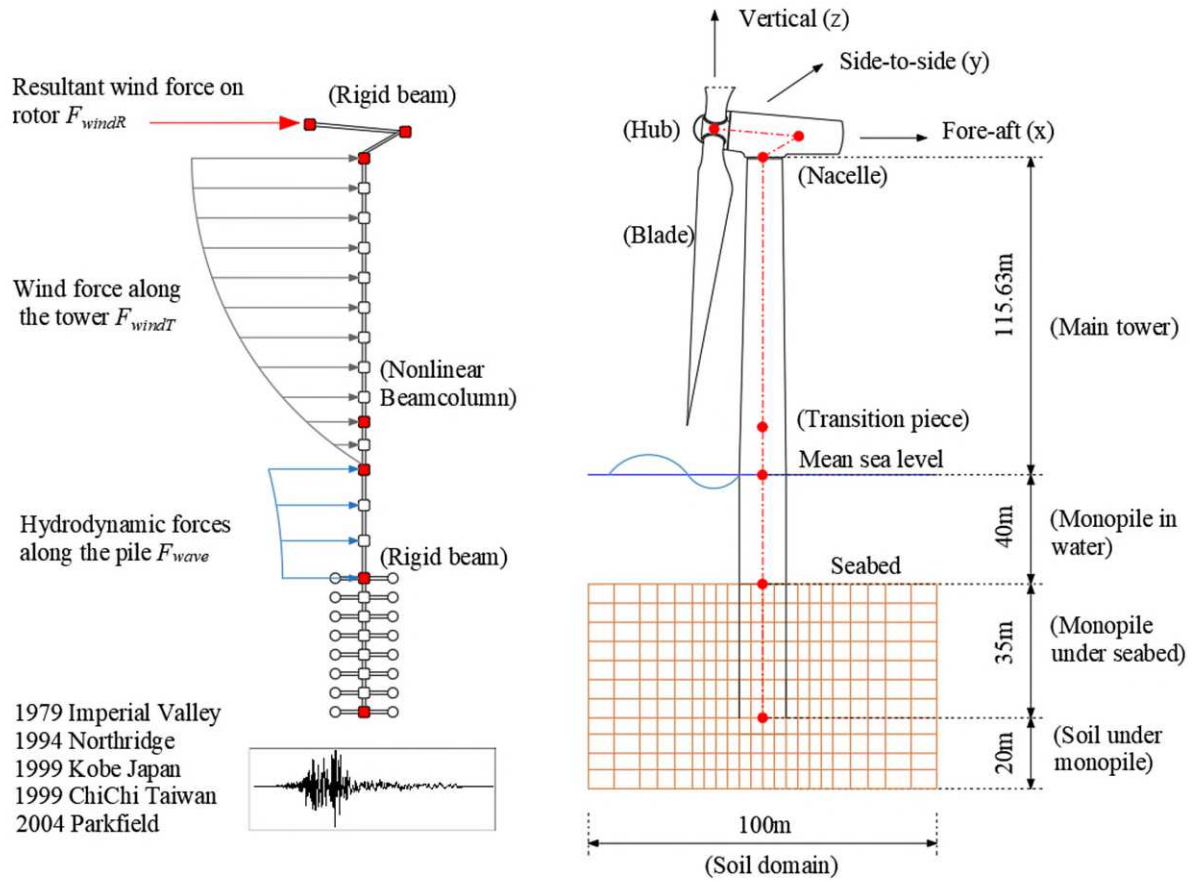 Resultant wind force on
rotor F_windR
(Rigid beam)
Wind force along
the tower F_windT
(Nonlinear
Beamcolumn)
Hydrodynamic forces
along the pile F_wave
(Rigid beam)
1979 Imperial Valley
1994 Northridge
1999 Kobe Japan
1999 ChiChi Taiwan
2004 Parkfield
Vertical (z)
Side-to-side (y)
(Hub)
Fore-aft (x)
(Nacelle)
(Blade)
115.63m
(Main tower)
(Transition piece)
Mean sea level
40m
(Monopile in
water)
Seabed
35m
(Monopile
under seabed)
20m
(Soil under
monopile)
100m
(Soil domain)